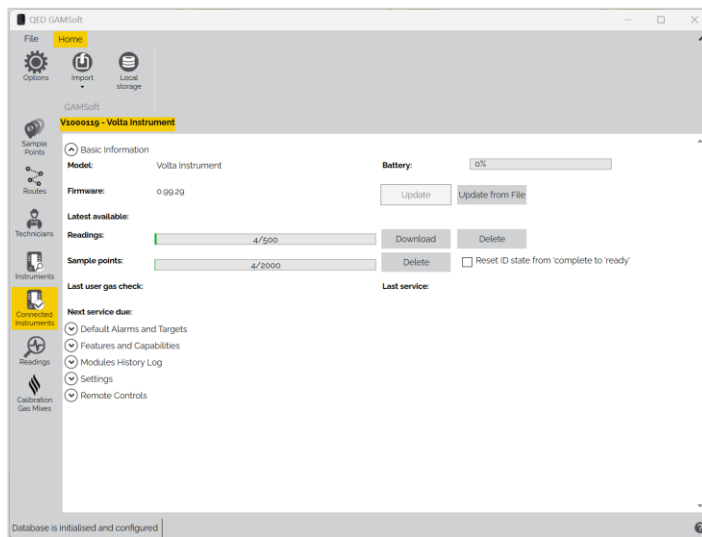 QED GAMSoft
File Home
Options Import Local storage
GAMSoft
V1000119 - Volta Instrument
Sample Points
Routes
Technicians
Instruments
Connected Instruments
Readings
Calibration Gas Mixes
Basic Information
Model: Volta Instrument Battery: 0%
Firmware: 0.99.29 Update Update from File
Latest available:
Readings: 4/500 Download Delete
Sample points: 4/2000 Delete Reset ID state from 'complete to 'ready'
Last user gas check: Last service:
Next service due:
Default Alarms and Targets
Features and Capabilities
Modules History Log
Settings
Remote Controls
Database is initialised and configured